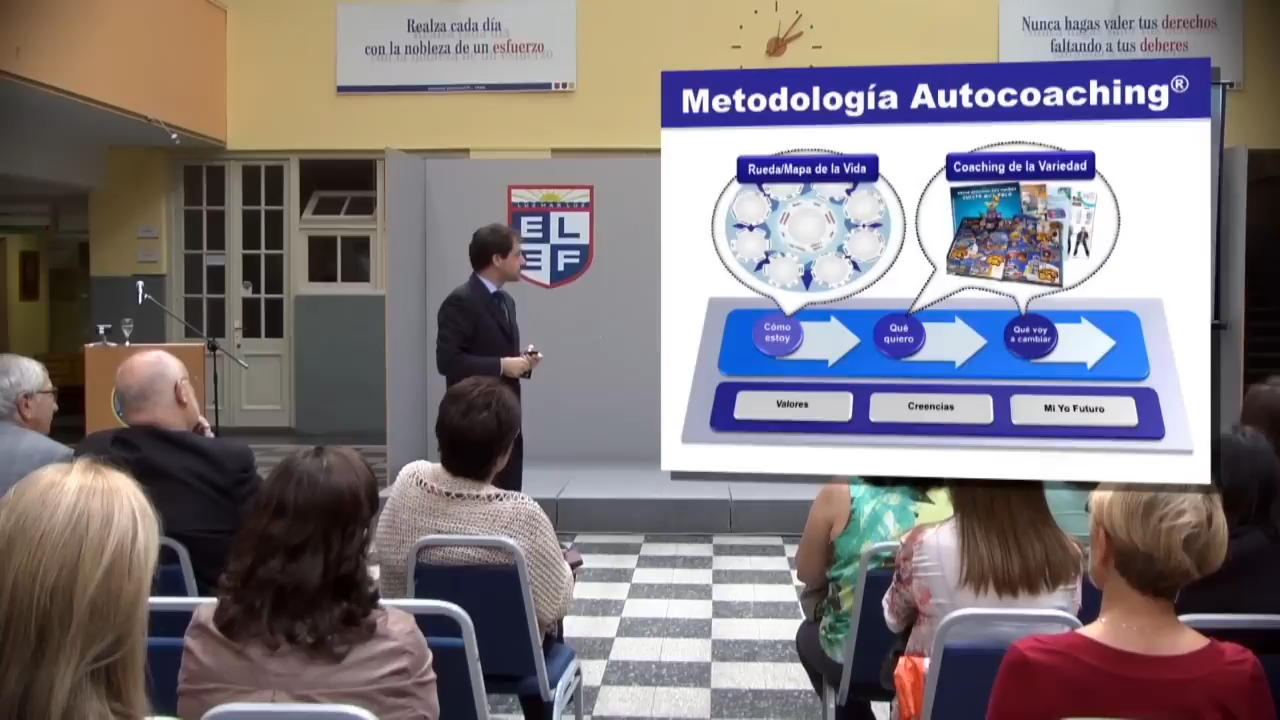 Realza cada día
con la nobleza de un esfuerzo
Nunca hagas valer tus derechos
faltando a tus deberes
Metodología Autocoaching®
Rueda/Mapa de la Vida
Coaching de la Variedad
Cómo
estoy
Qué
quiero
Qué voy
a cambiar
Valores
Creencias
Mi Yo Futuro
EL
EF